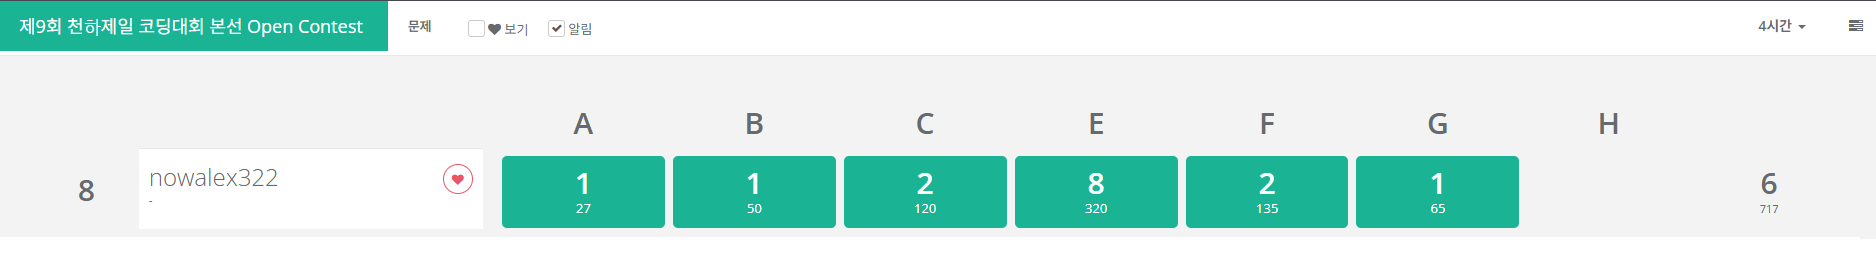 제9회 천하제일 코딩대회 본선 Open Contest 문제 보기 알림 4시간
A B C E F G H
8 nowalex322 1 1 2 8 2 1 6
- 27 50 120 320 135 65 717